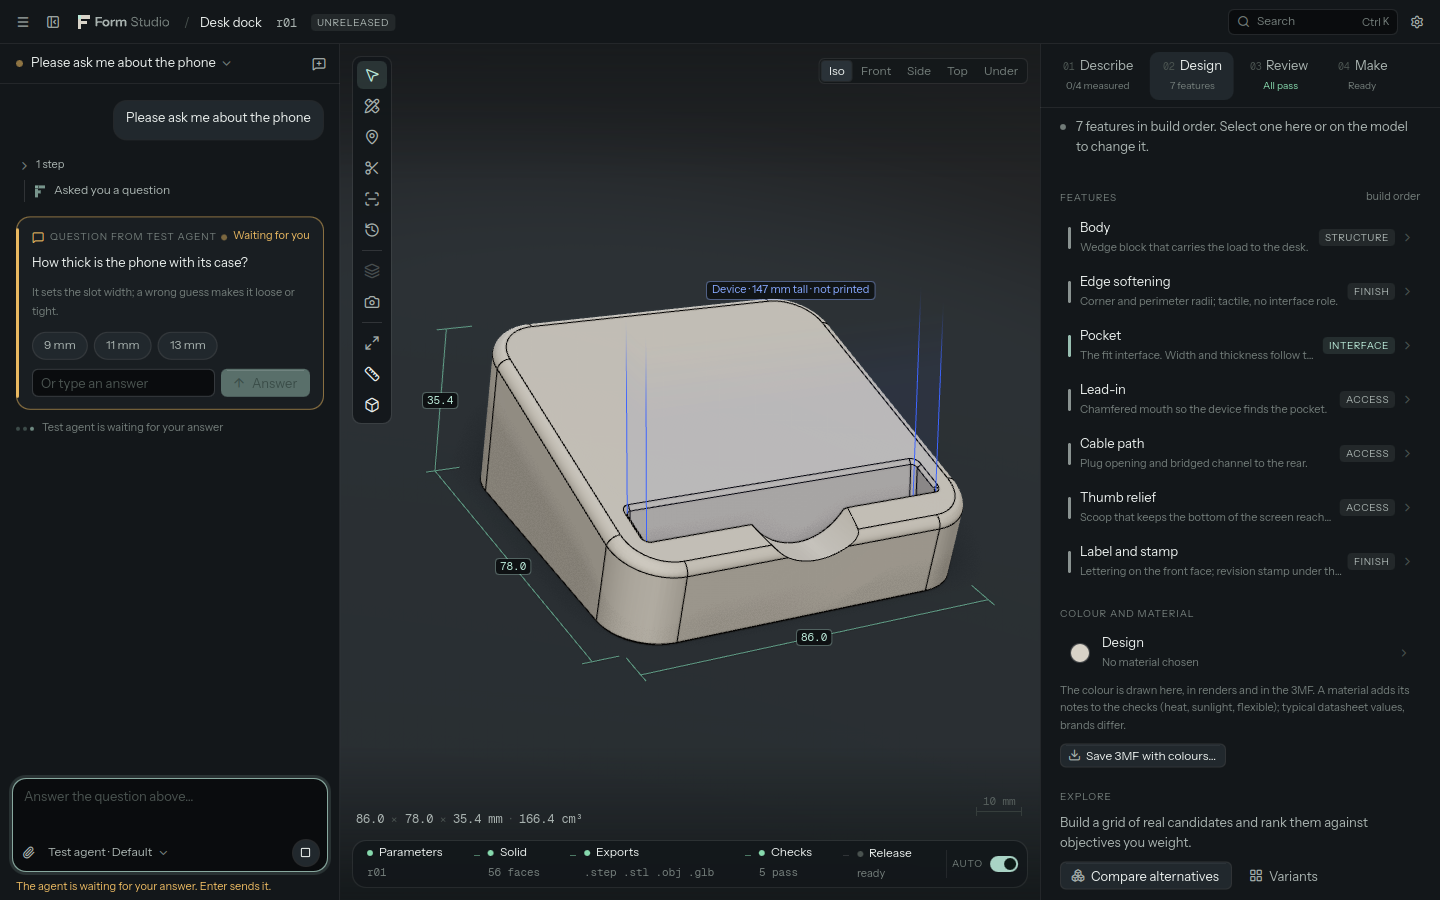 Form Studio / Desk dock r01 UNRELEASED
Search Ctrl K
Please ask me about the phone
Please ask me about the phone
1 step
Asked you a question
QUESTION FROM TEST AGENT
Waiting for you
How thick is the phone with its case?
It sets the slot width; a wrong guess makes it loose or
tight.
9 mm 11 mm 13 mm
Or type an answer
Answer
Test agent is waiting for your answer
Answer the question above...
Test agent · Default
The agent is waiting for your answer. Enter sends it.
Iso Front Side Top Under
Device · 147 mm tall · not printed
35.4
78.0
86.0
10 mm
86.0 × 78.0 × 35.4 mm · 166.4 cm³
Parameters
r01
Solid
56 faces
Exports
.step .stl .obj .glb
Checks
5 pass
Release
ready
AUTO
01 Describe
0/4 measured
02 Design
7 features
03 Review
All pass
04 Make
Ready
7 features in build order. Select one here or on the model
to change it.
FEATURES
build order
Body
Wedge block that carries the load to the desk.
STRUCTURE
Edge softening
Corner and perimeter radii; tactile, no interface role.
FINISH
Pocket
The fit interface. Width and thickness follow t...
INTERFACE
Lead-in
Chamfered mouth so the device finds the pocket.
ACCESS
Cable path
Plug opening and bridged channel to the rear.
ACCESS
Thumb relief
Scoop that keeps the bottom of the screen reach...
ACCESS
Label and stamp
Lettering on the front face; revision stamp under th...
FINISH
COLOUR AND MATERIAL
Design
No material chosen
The colour is drawn here, in renders and in the 3MF. A material adds its
notes to the checks (heat, sunlight, flexible); typical datasheet values,
brands differ.
Save 3MF with colours...
EXPLORE
Build a grid of real candidates and rank them against
objectives you weight.
Compare alternatives
Variants